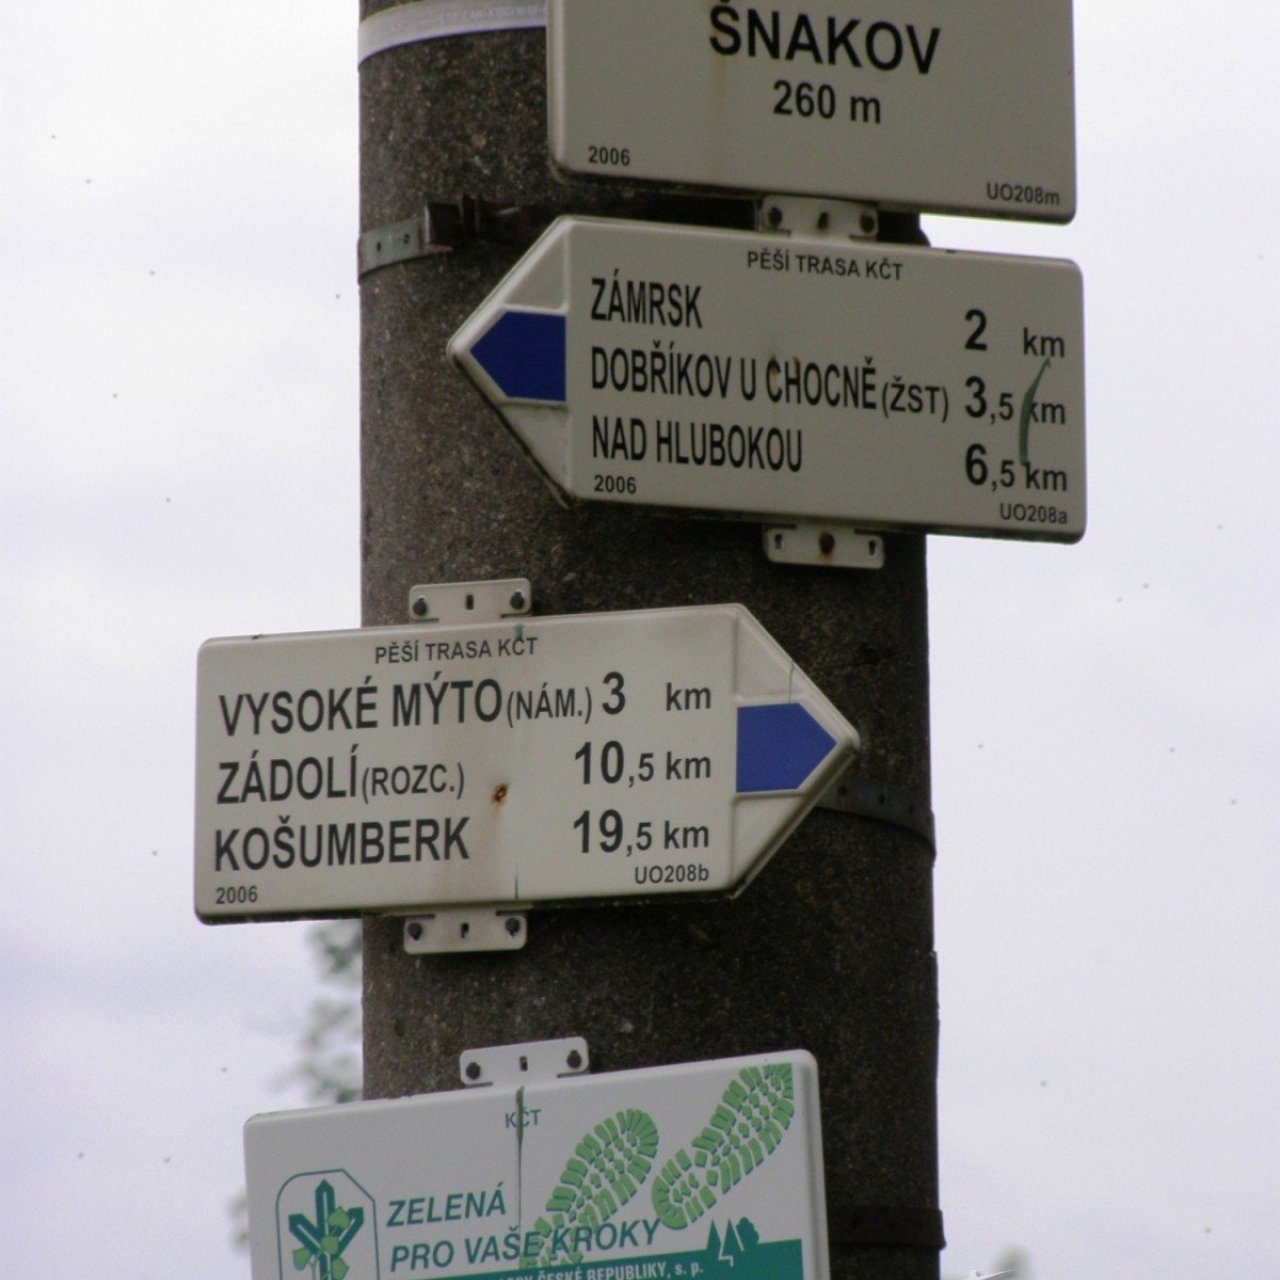 ŠNAKOV
260 m
2006
UO208m
PĚŠÍ TRASA KČT
ZÁMRSK 2 km
DOBŘÍKOV U CHOCNĚ (ŽST) 3,5 km
NAD HLUBOKOU 6,5 km
2006
UO208a
PĚŠÍ TRASA KČT
VYSOKÉ MÝTO (NÁM.) 3 km
ZÁDOLÍ (ROZC.) 10,5 km
KOŠUMBERK 19,5 km
2006 UO208b
KČT
ZELENÁ
PRO VAŠE KROKY
ČESKÉ REPUBLIKY, s. p.